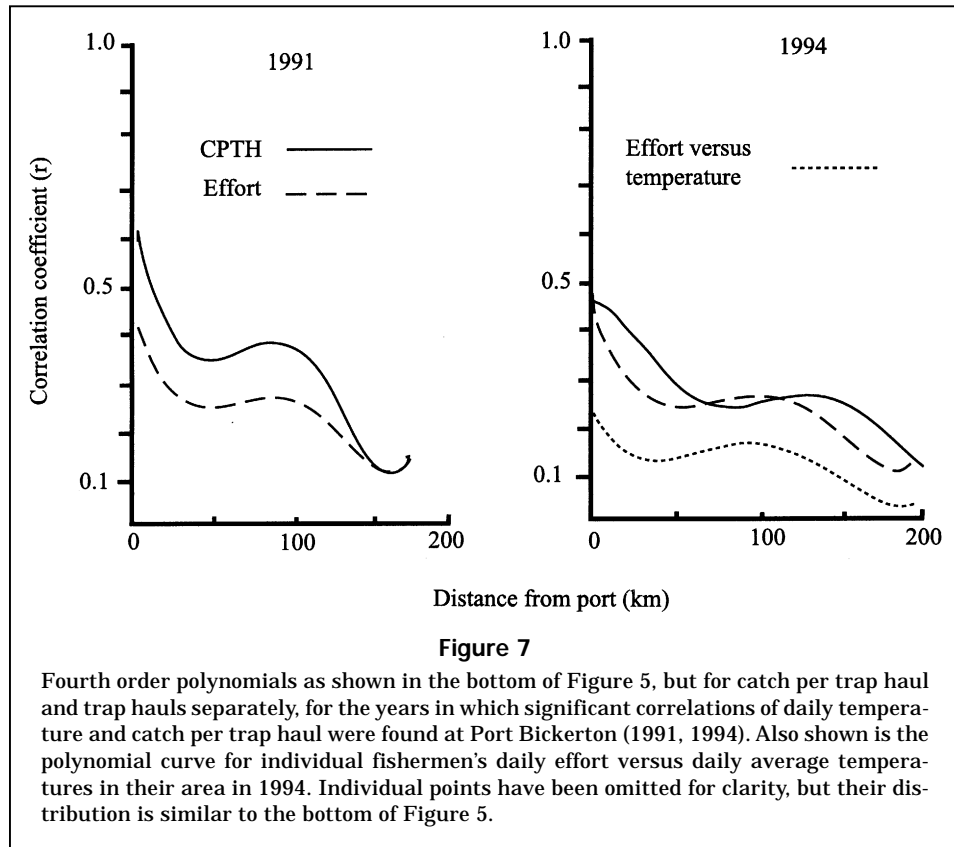 1991
1994
CPTH
Effort
Effort versus
temperature
Correlation coefficient (r)
1.0
0.5
0.1
0
100
200
1.0
0.5
0.1
0
100
200
Distance from port (km)
Figure 7
Fourth order polynomials as shown in the bottom of Figure 5, but for catch per trap haul
and trap hauls separately, for the years in which significant correlations of daily tempera-
ture and catch per trap haul were found at Port Bickerton (1991, 1994). Also shown is the
polynomial curve for individual fishermen's daily effort versus daily average tempera-
tures in their area in 1994. Individual points have been omitted for clarity, but their dis-
tribution is similar to the bottom of Figure 5.